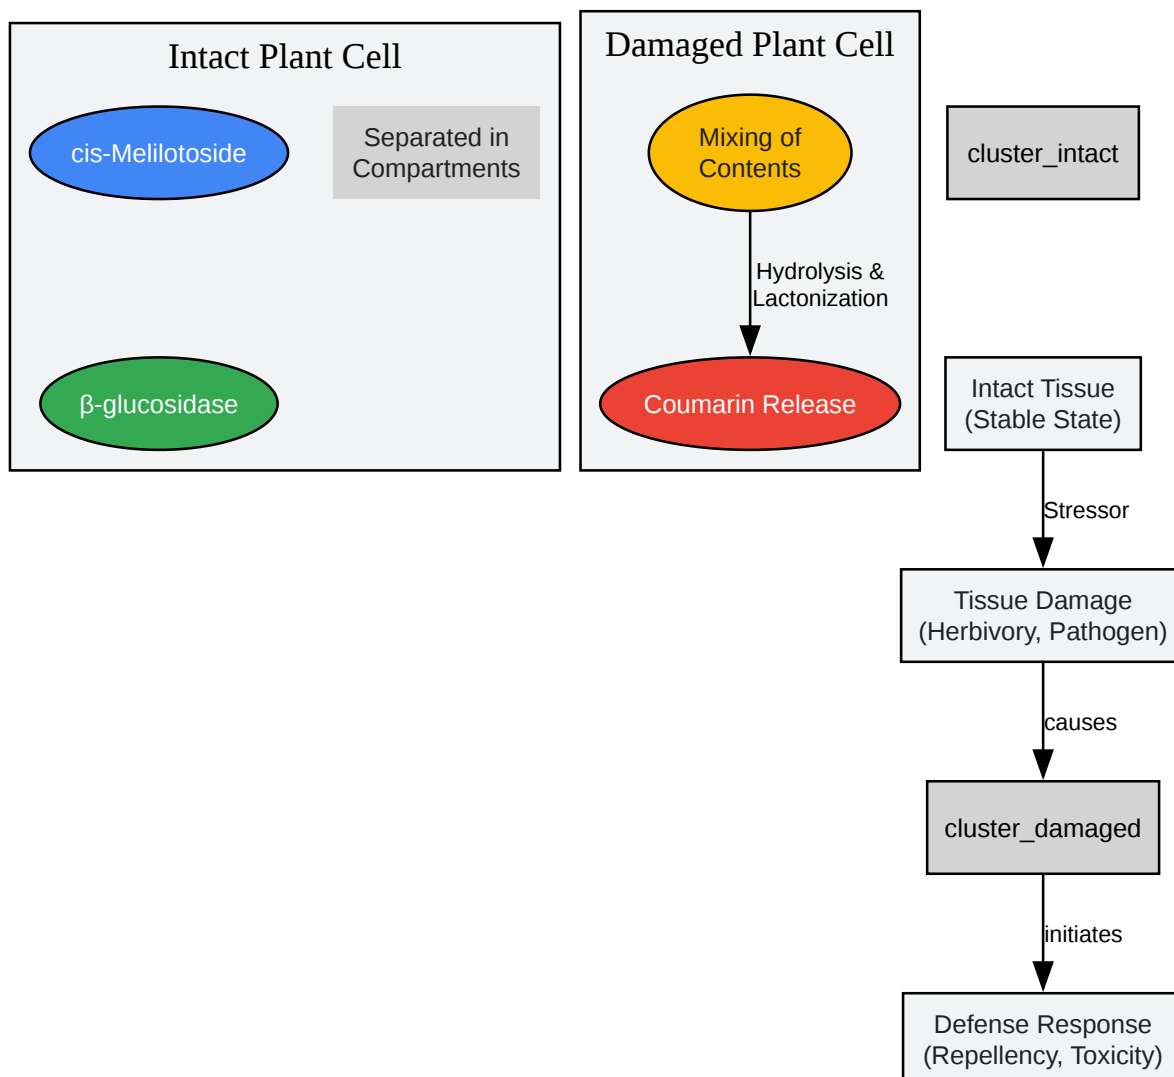 Intact Plant Cell
cis-Melilotoside
Separated in
Compartments
β-glucosidase
Damaged Plant Cell
Mixing of
Contents
Hydrolysis &
Lactonization
Coumarin Release
cluster_intact
Intact Tissue
(Stable State)
Stressor
Tissue Damage
(Herbivory, Pathogen)
causes
cluster_damaged
initiates
Defense Response
(Repellency, Toxicity)